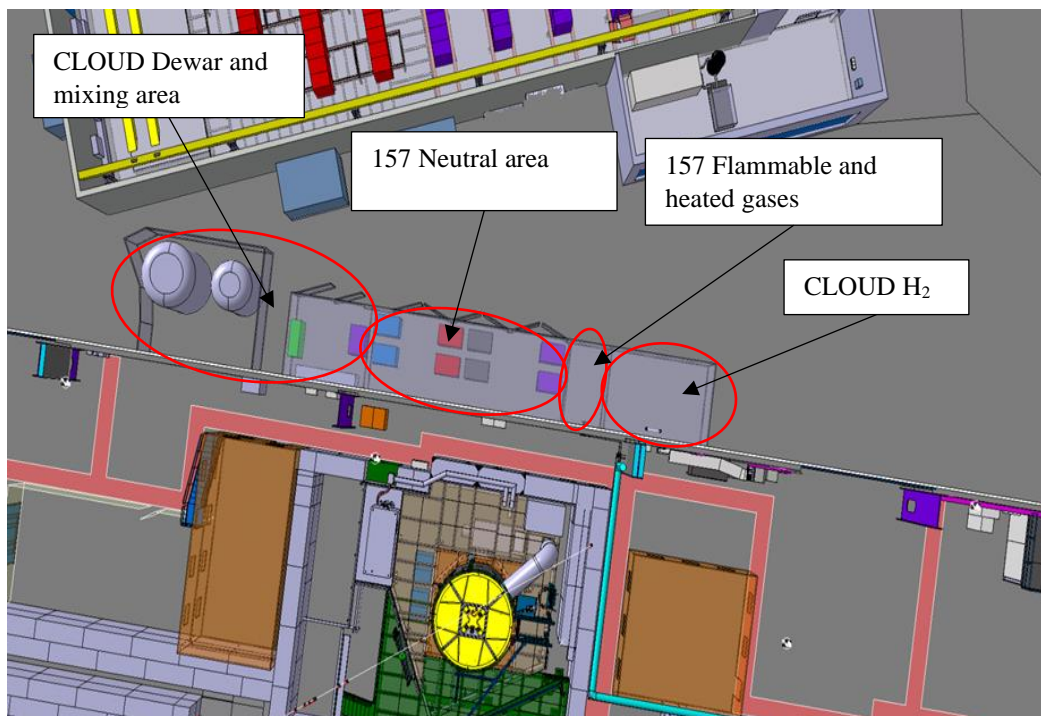 CLOUD Dewar and
mixing area
157 Neutral area
157 Flammable and
heated gases
CLOUD H₂